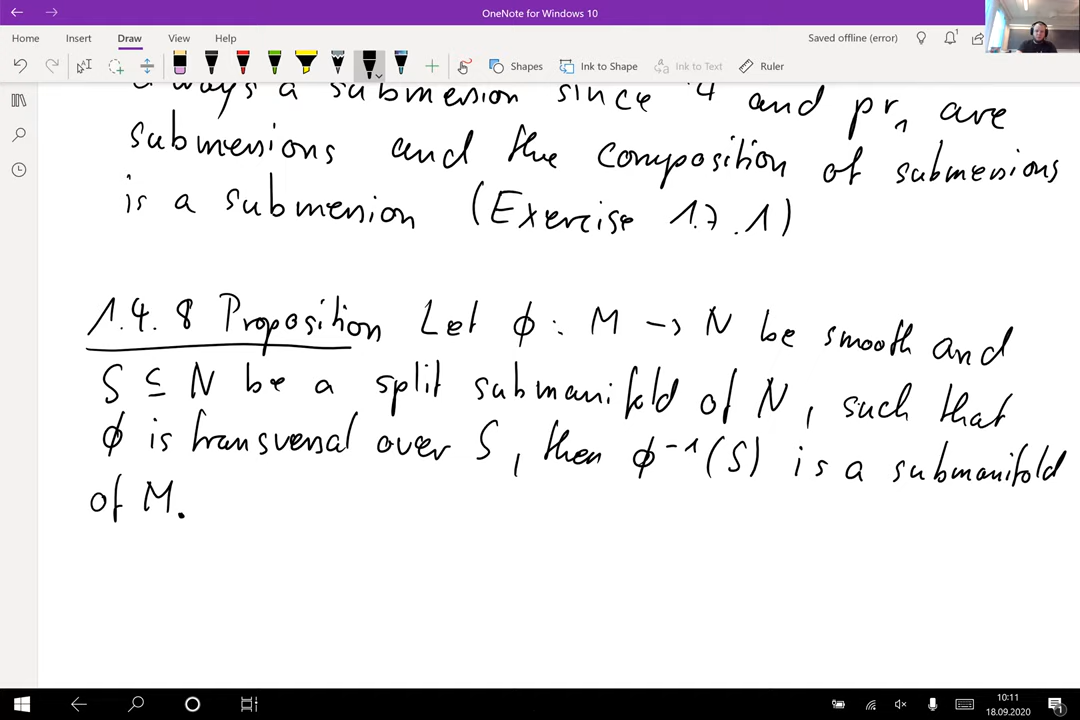 OneNote for Windows 10
Home Insert Draw View Help Saved offline (error)
Shapes Ink to Shape Ink to Text Ruler
always a submersion since φ and pr₁ are
submersions and the composition of submersions
is a submersion (Exercise 1.7.1)
1.4.8 Proposition Let ϕ : M → N be smooth and
S ⊆ N be a split submanifold of N, such that
ϕ is transversal over S, then ϕ⁻¹(S) is a submanifold
of M.
10:11
18.09.2020